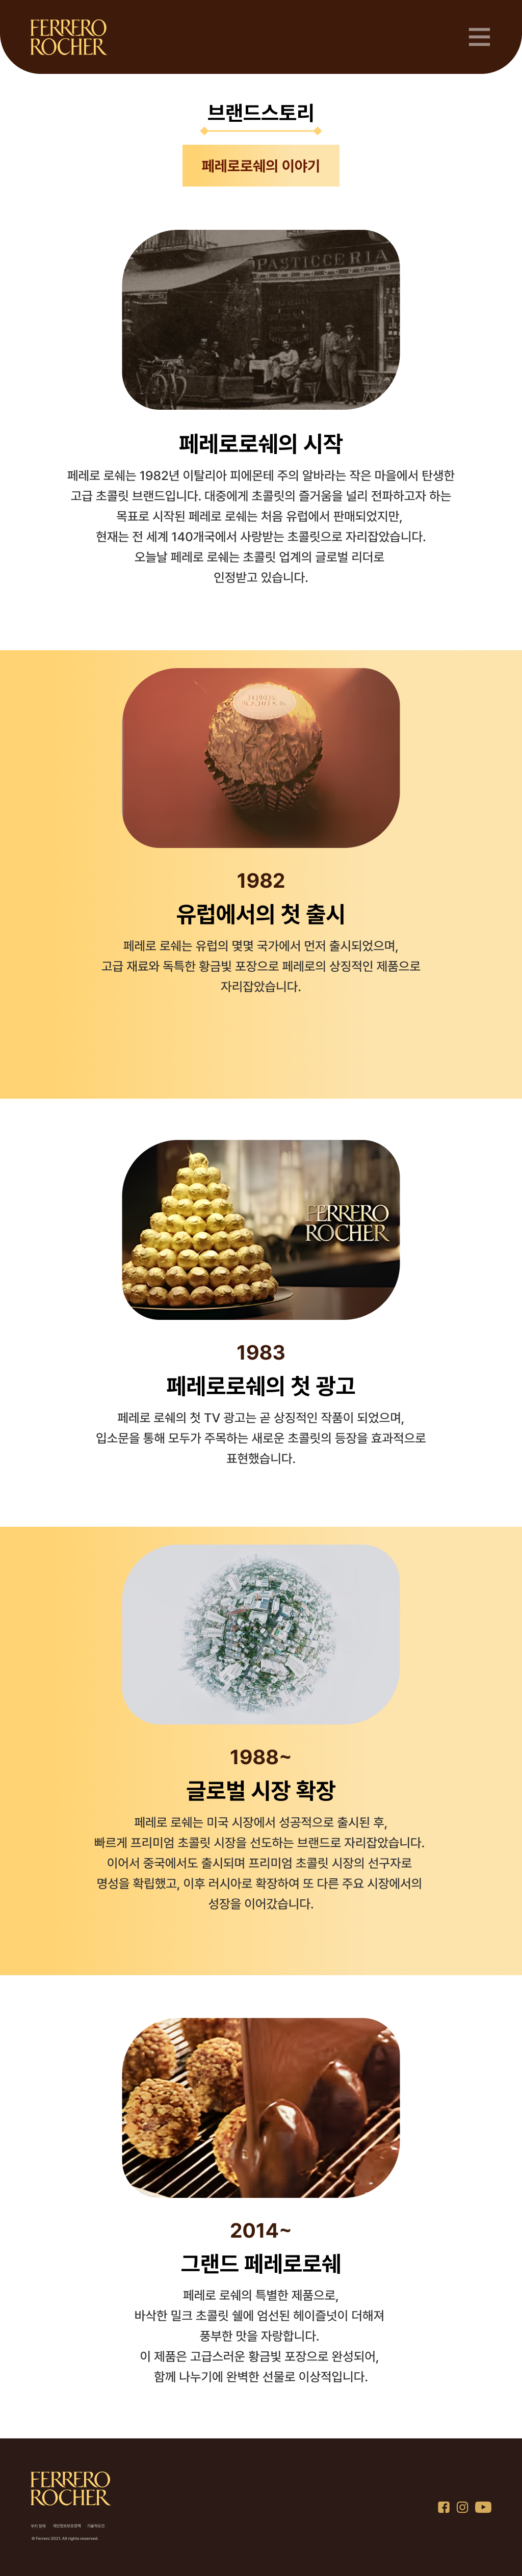 FERRERO
ROCHER
브랜드스토리
페레로로쉐의 이야기
PASTICCERIA
페레로로쉐의 시작
페레로 로쉐는 1982년 이탈리아 피에몬테 주의 알바라는 작은 마을에서 탄생한
고급 초콜릿 브랜드입니다. 대중에게 초콜릿의 즐거움을 널리 전파하고자 하는
목표로 시작된 페레로 로쉐는 처음 유럽에서 판매되었지만,
현재는 전 세계 140개국에서 사랑받는 초콜릿으로 자리잡았습니다.
오늘날 페레로 로쉐는 초콜릿 업계의 글로벌 리더로
인정받고 있습니다.
FERRERO
ROCHER
1982
유럽에서의 첫 출시
페레로 로쉐는 유럽의 몇몇 국가에서 먼저 출시되었으며,
고급 재료와 독특한 황금빛 포장으로 페레로의 상징적인 제품으로
자리잡았습니다.
FERRERO
ROCHER
1983
페레로로쉐의 첫 광고
페레로 로쉐의 첫 TV 광고는 곧 상징적인 작품이 되었으며,
입소문을 통해 모두가 주목하는 새로운 초콜릿의 등장을 효과적으로
표현했습니다.
1988~
글로벌 시장 확장
페레로 로쉐는 미국 시장에서 성공적으로 출시된 후,
빠르게 프리미엄 초콜릿 시장을 선도하는 브랜드로 자리잡았습니다.
이어서 중국에서도 출시되며 프리미엄 초콜릿 시장의 선구자로
명성을 확립했고, 이후 러시아로 확장하여 또 다른 주요 시장에서의
성장을 이어갔습니다.
2014~
그랜드 페레로로쉐
페레로 로쉐의 특별한 제품으로,
바삭한 밀크 초콜릿 쉘에 엄선된 헤이즐넛이 더해져
풍부한 맛을 자랑합니다.
이 제품은 고급스러운 황금빛 포장으로 완성되어,
함께 나누기에 완벽한 선물로 이상적입니다.
FERRERO
ROCHER
개인정보보호정책
© Ferrero 2021. All rights reserved.